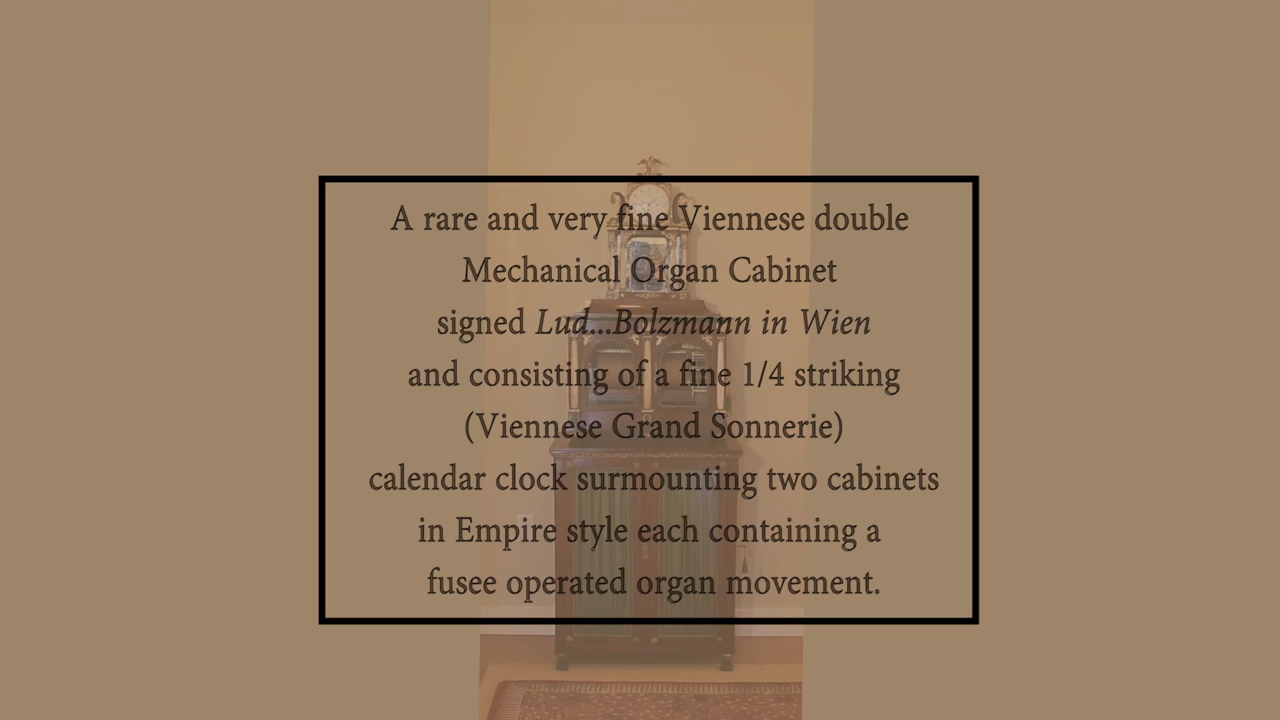 A rare and very fine Viennese double
Mechanical Organ Cabinet
signed Lud...Bolzmann in Wien
and consisting of a fine 1/4 striking
(Viennese Grand Sonnerie)
calendar clock surmounting two cabinets
in Empire style each containing a
fusee operated organ movement.